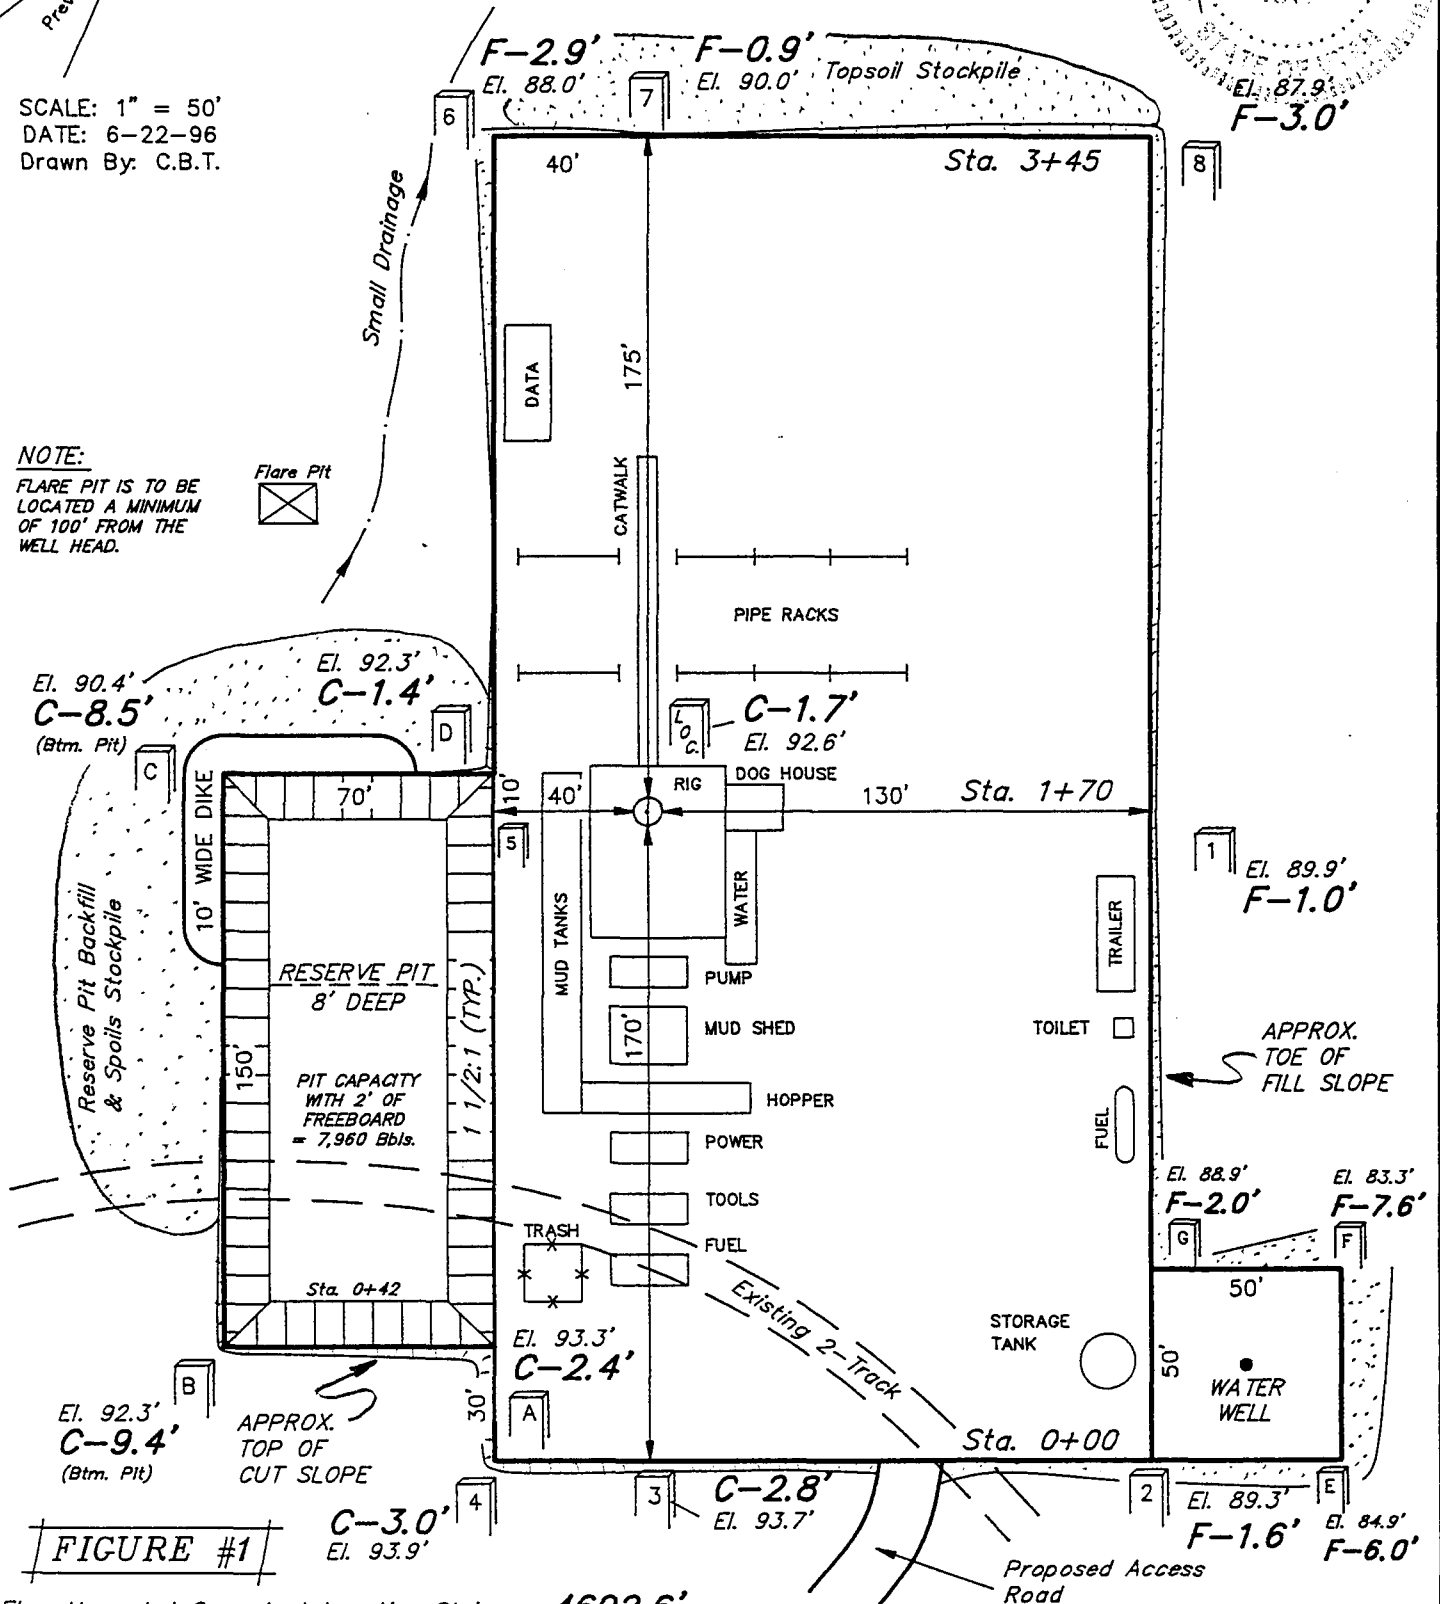 SCALE: 1" = 50'
DATE: 6-22-96
Drawn By: C.B.T.
F-2.9'
El. 88.0'
6
F-0.9'
El. 90.0'
7
Topsoil Stockpile
STATE OF UTAH
El. 87.9'
F-3.0'
8
40'
Sta. 3+45
Small Drainage
175'
DATA
NOTE:
FLARE PIT IS TO BE
LOCATED A MINIMUM
OF 100' FROM THE
WELL HEAD.
Flare Pit
CATWALK
PIPE RACKS
El. 90.4'
C-8.5'
(Btm. Pit)
C
El. 92.3'
C-1.4'
D
LOC.
C-1.7'
El. 92.6'
10' WIDE DIKE
70'
10'
40'
RIG
DOG HOUSE
130'
Sta. 1+70
5
1
El. 89.9'
F-1.0'
Reserve Pit Backfill
& Spoils Stockpile
RESERVE PIT
8' DEEP
150'
PIT CAPACITY
WITH 2' OF
FREEBOARD
= 7,960 Bbls.
1 1/2:1 (TYP.)
MUD TANKS
WATER
TRAILER
PUMP
MUD SHED
170'
TOILET
HOPPER
FUEL
POWER
APPROX.
TOE OF
FILL SLOPE
TOOLS
TRASH
FUEL
El. 88.9'
F-2.0'
G
El. 83.3'
F-7.6'
F
Sta. 0+42
Existing 2-Track
STORAGE
TANK
50'
50'
WATER
WELL
El. 93.3'
C-2.4'
A
30'
B
El. 92.3'
C-9.4'
(Btm. Pit)
APPROX.
TOP OF
CUT SLOPE
Sta. 0+00
4
C-3.0'
El. 93.9'
3
C-2.8'
El. 93.7'
2
El. 89.3'
F-1.6'
E
El. 84.9'
F-6.0'
FIGURE #1
Proposed Access
Road